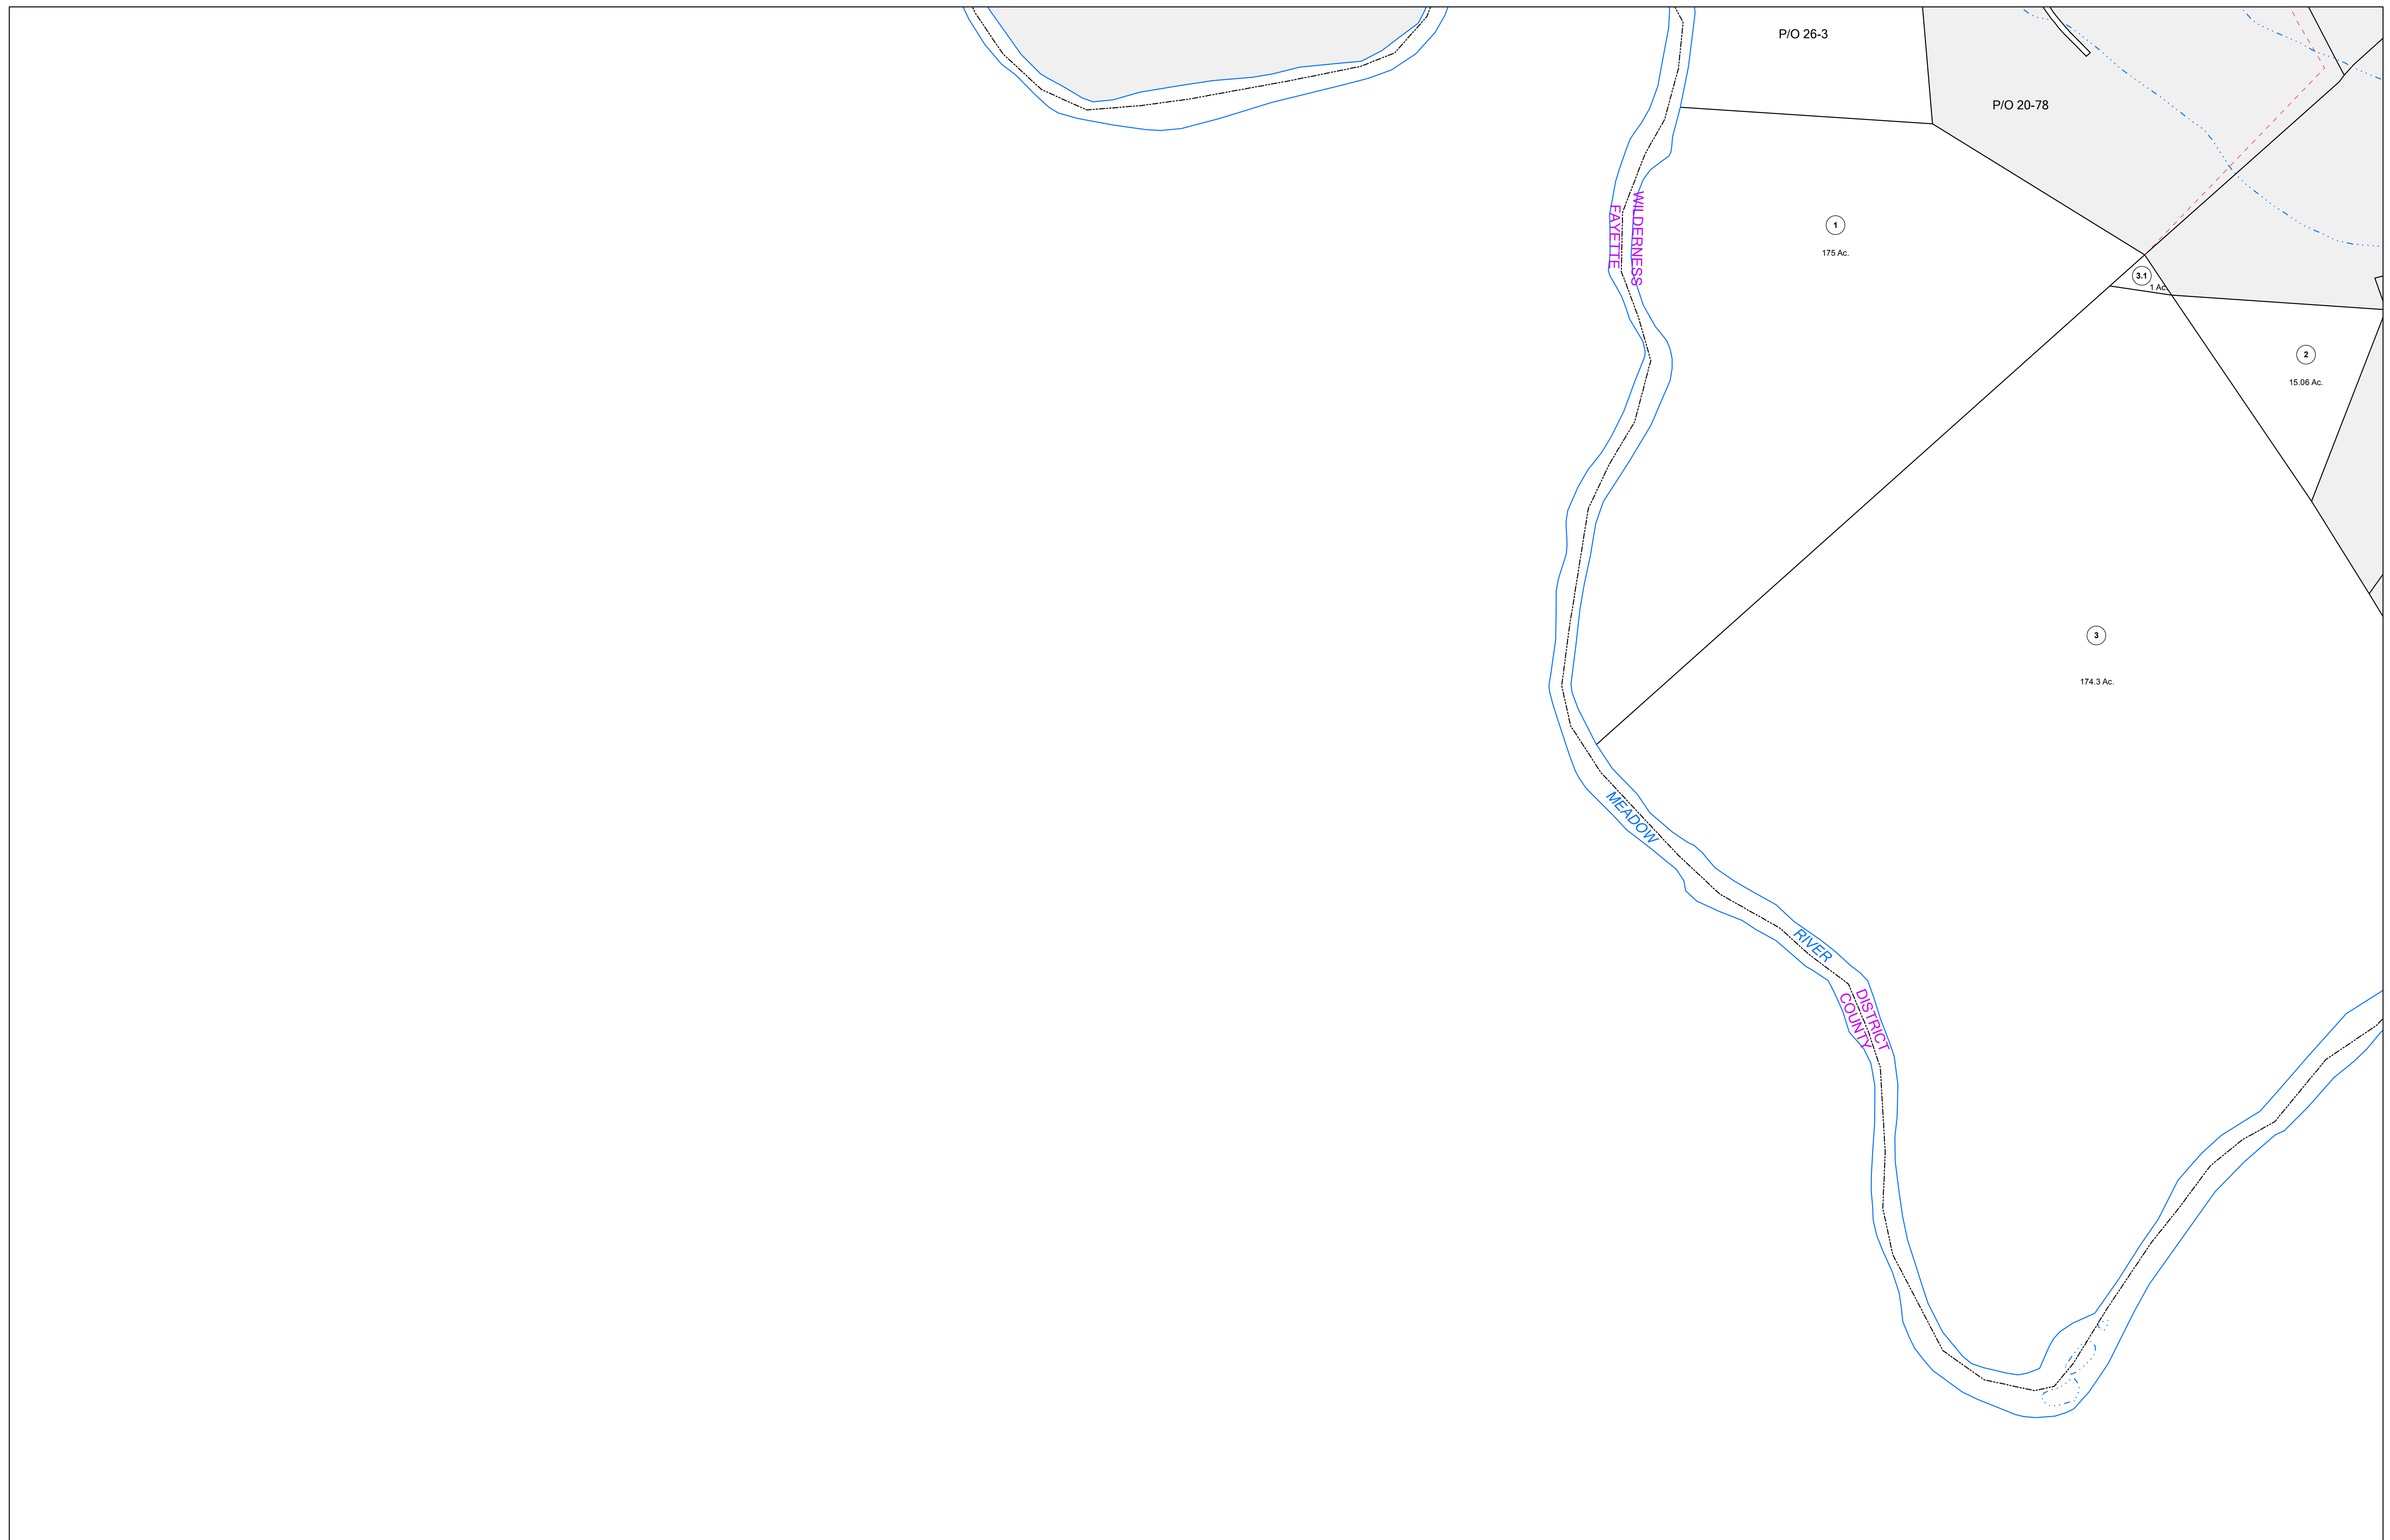 P/O 26-3
P/O 20-78
WILDERNESS
FAYETTE
1
175 Ac.
3.1
1 Ac.
2
15.06 Ac.
3
174.3 Ac.
MEADOW
RIVER
DISTRICT
COUNTY